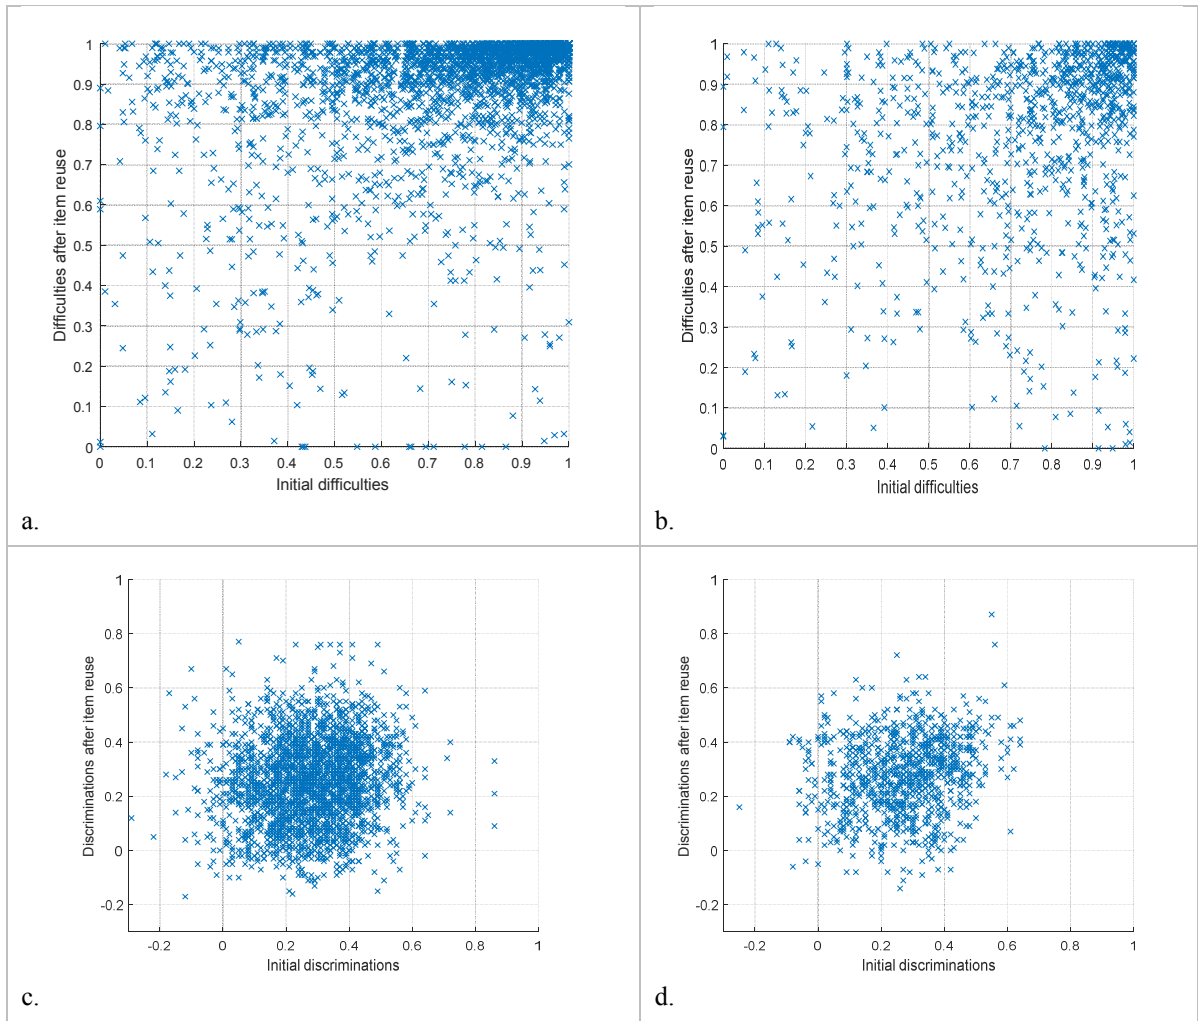 1
0.9
0.8
0.7
0.6
0.5
0.4
0.3
0.2
0.1
0
Difficulties after item reuse
0 0.1 0.2 0.3 0.4 0.5 0.6 0.7 0.8 0.9 1
Initial difficulties
a.
1
0.9
0.8
0.7
0.6
0.5
0.4
0.3
0.2
0.1
0
Difficulties after item reuse
0 0.1 0.2 0.3 0.4 0.5 0.6 0.7 0.8 0.9 1
Initial difficulties
b.
1
0.8
0.6
0.4
0.2
0
-0.2
Discriminations after item reuse
-0.2 0 0.2 0.4 0.6 0.8 1
Initial discriminations
c.
1
0.8
0.6
0.4
0.2
0
-0.2
Discriminations after item reuse
-0.2 0 0.2 0.4 0.6 0.8 1
Initial discriminations
d.